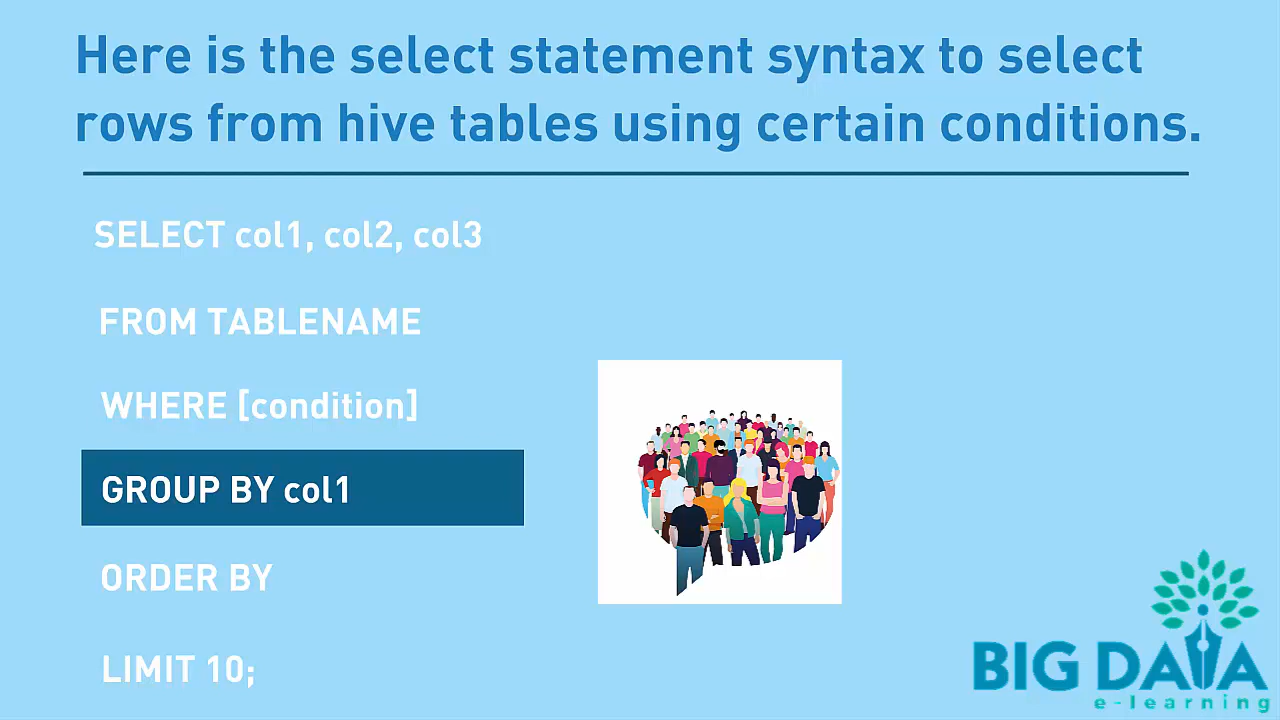 Here is the select statement syntax to select
rows from hive tables using certain conditions.
SELECT col1, col2, col3
FROM TABLENAME
WHERE [condition]
GROUP BY col1
ORDER BY
LIMIT 10;
BIG DATA
e-learning